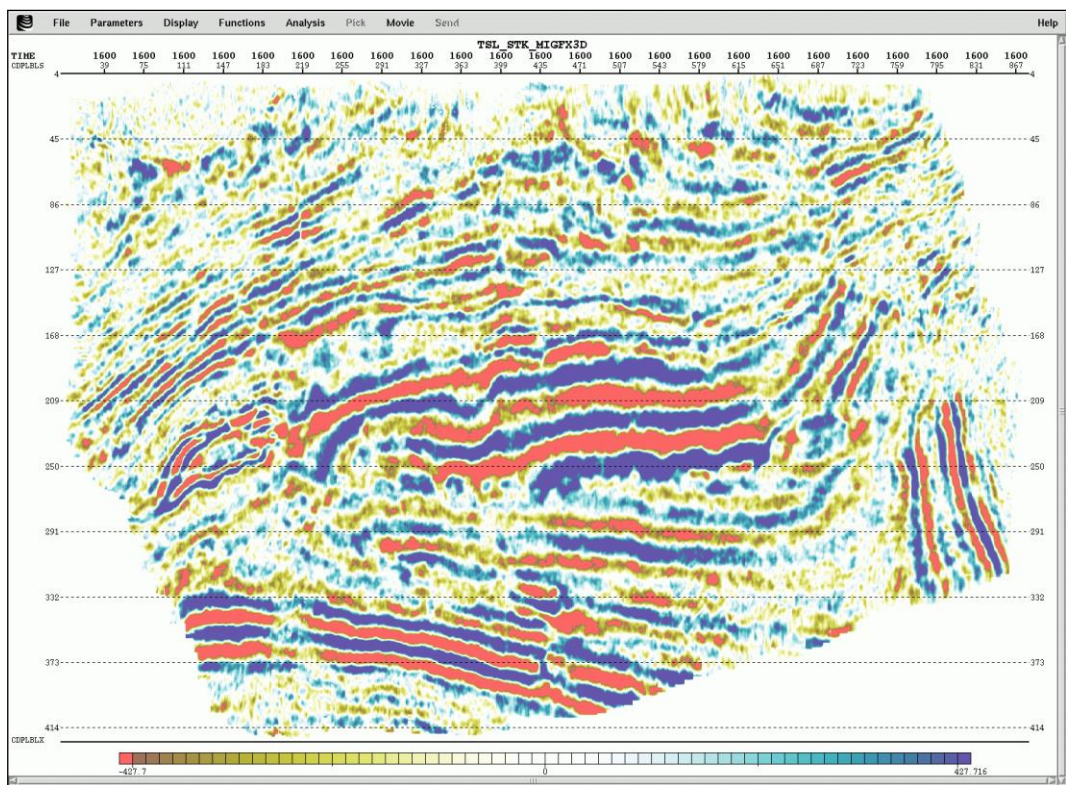 File Parameters Display Functions Analysis Pick Movie Send Help
TSL_STK_MIGFX3D
TIME 1600 1600 1600 1600 1600 1600 1600 1600 1600 1600 1600 1600 1600 1600 1600 1600 1600 1600 1600 1600 1600 1600 1600 1600
CDPLBLS 39 75 111 147 183 219 255 291 327 363 399 435 471 507 543 579 615 651 687 723 759 795 831 867
4 4
45 45
86 86
127 127
168 168
209 209
250 250
291 291
332 332
373 373
414 414
CDPLBLX
-427.7 0 427.716